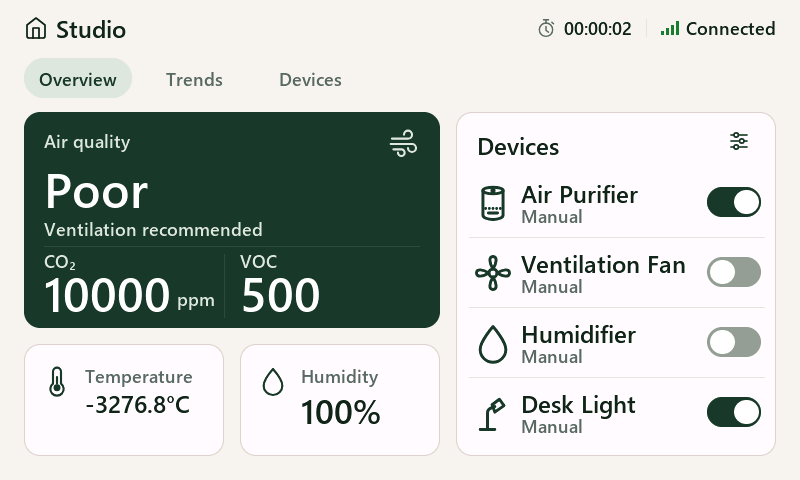 Studio
00:00:02
Connected
Overview
Trends
Devices
Air quality
Poor
Ventilation recommended
CO₂
10000 ppm
VOC
500
Temperature
-3276.8°C
Humidity
100%
Devices
Air Purifier
Manual
Ventilation Fan
Manual
Humidifier
Manual
Desk Light
Manual